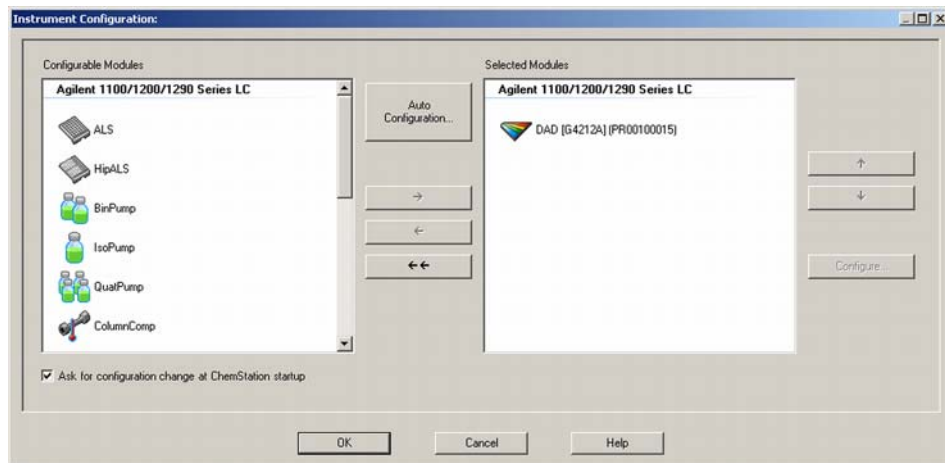 Instrument Configuration:
Configurable Modules
Agilent 1100/1200/1290 Series LC
ALS
HipALS
BinPump
IsoPump
QuatPump
ColumnComp
Auto
Configuration...
Selected Modules
Agilent 1100/1200/1290 Series LC
DAD [G4212A] (PR00100015)
Configure...
Ask for configuration change at ChemStation startup
OK
Cancel
Help